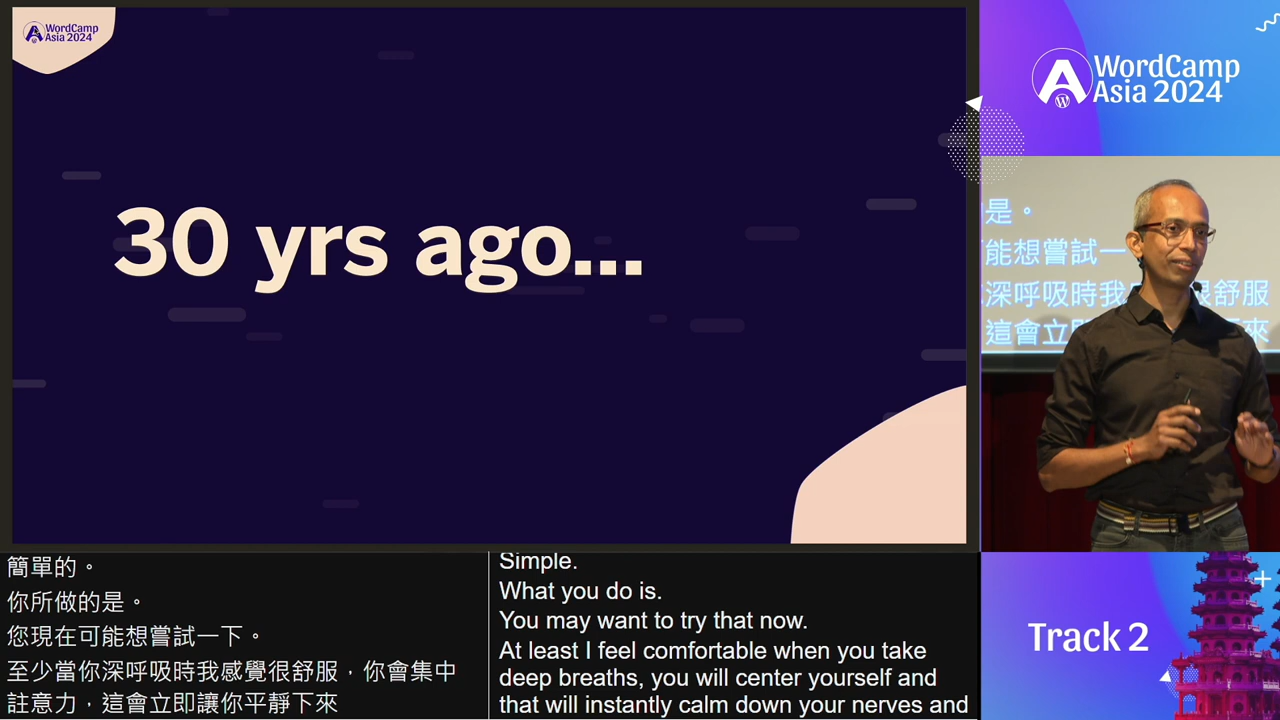 WordCamp
Asia 2024
30 yrs ago...
WordCamp
Asia 2024
是。
能想嘗試一
深呼吸時我
很舒服
這會立即
下來
簡單的。
你所做的是。
您現在可能想嘗試一下。
至少當你深呼吸時我感覺很舒服，你會集中
註意力，這會立即讓你平靜下來
Simple.
What you do is.
You may want to try that now.
At least I feel comfortable when you take
deep breaths, you will center yourself and
that will instantly calm down your nerves and
Track 2